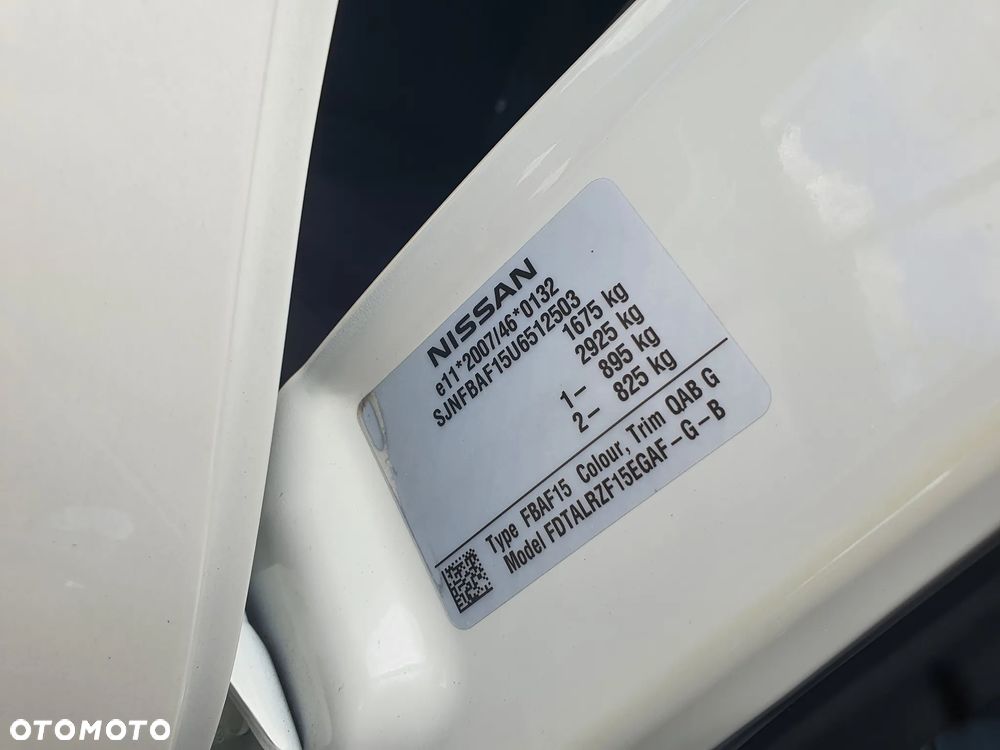 NISSAN
e11*2007/46*0132
SJNFBAF15U6512503
1675 kg
2925 kg
1– 895 kg
2– 825 kg
Type FBAF15 Colour, Trim QAB G
Model FDTALRZF15EGAF–G–B
OTOMOTO